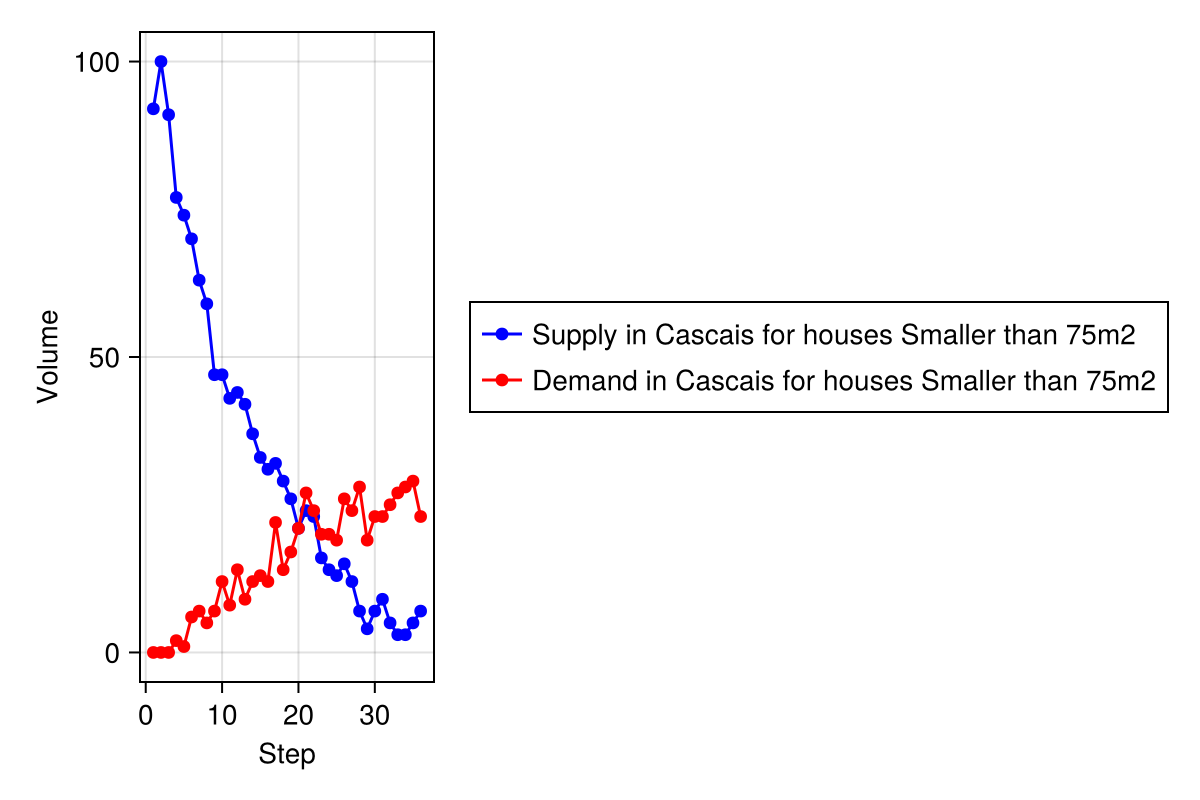 100
50
0
Volume
0 10 20 30
Step
Supply in Cascais for houses Smaller than 75m2
Demand in Cascais for houses Smaller than 75m2